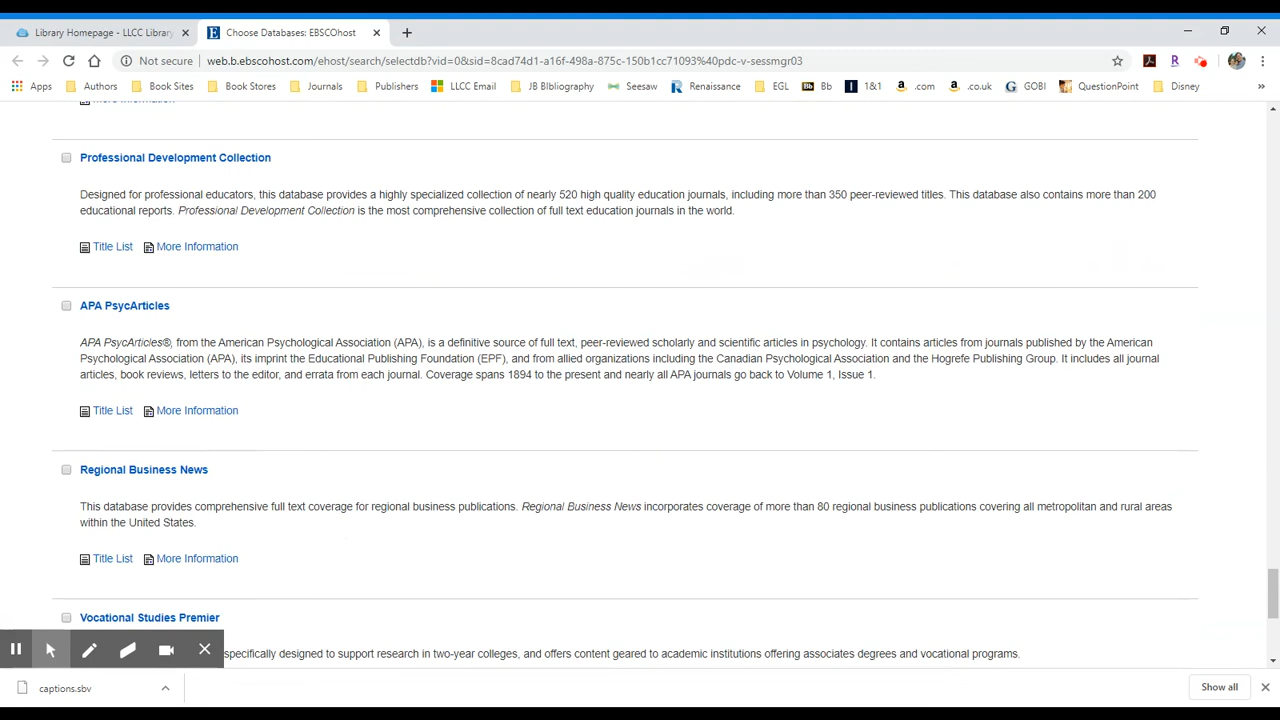 Library Homepage - LLCC Library
Choose Databases: EBSCOhost
Not secure
web.b.ebscohost.com/ehost/search/selectdb?vid=0&sid=8cad74d1-a16f-498a-875c-150b1cc71093%40pdc-v-sessmgr03
Apps Authors Book Sites Book Stores Journals Publishers LLCC Email JB BIbliography Seesaw Renaissance EGL Bb Bb 1&1 .com .co.uk GOBI QuestionPoint Disney »
More Information
Professional Development Collection
Designed for professional educators, this database provides a highly specialized collection of nearly 520 high quality education journals, including more than 350 peer-reviewed titles. This database also contains more than 200
educational reports. Professional Development Collection is the most comprehensive collection of full text education journals in the world.
Title List More Information
APA PsycArticles
APA PsycArticles®, from the American Psychological Association (APA), is a definitive source of full text, peer-reviewed scholarly and scientific articles in psychology. It contains articles from journals published by the American
Psychological Association (APA), its imprint the Educational Publishing Foundation (EPF), and from allied organizations including the Canadian Psychological Association and the Hogrefe Publishing Group. It includes all journal
articles, book reviews, letters to the editor, and errata from each journal. Coverage spans 1894 to the present and nearly all APA journals go back to Volume 1, Issue 1.
Title List More Information
Regional Business News
This database provides comprehensive full text coverage for regional business publications. Regional Business News incorporates coverage of more than 80 regional business publications covering all metropolitan and rural areas
within the United States.
Title List More Information
Vocational Studies Premier
specifically designed to support research in two-year colleges, and offers content geared to academic institutions offering associates degrees and vocational programs.
captions.sbv
Show all